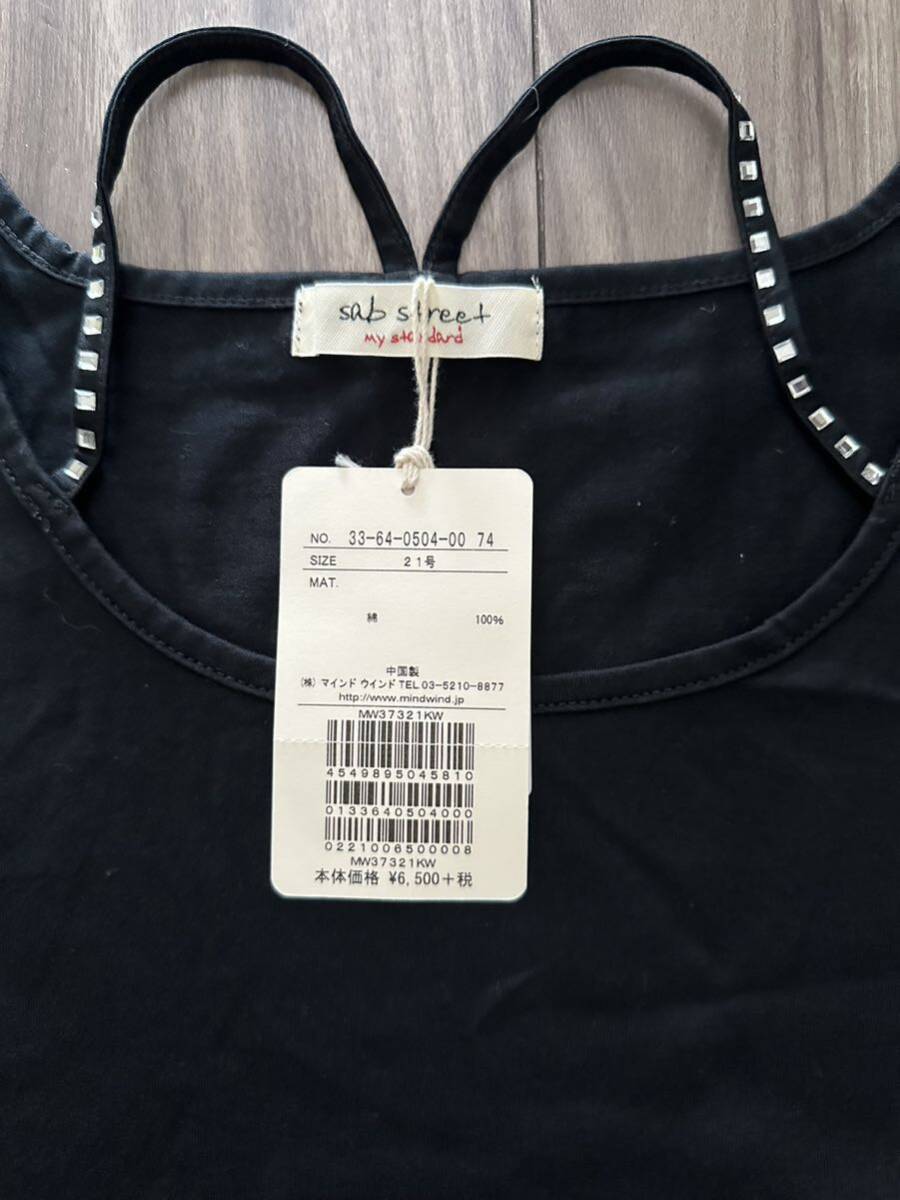 sab street
My standard
NO. 33-64-0504-00 74
SIZE 21号
MAT.
綿 100%
中国製
(株) マインド ウインド TEL.03-5210-8877
http://www.mindwind.jp
MW37321KW
4549895045810
0133640504000
0221006500008
MW37321KW
本体価格 ¥6,500+税